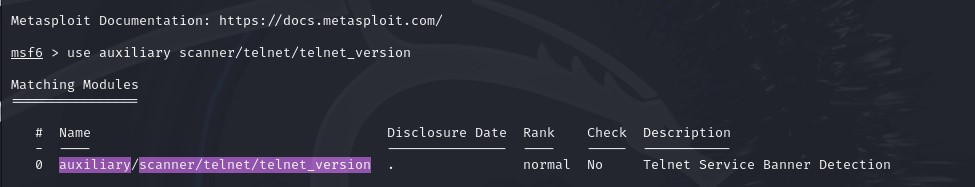 Metasploit Documentation: https://docs.metasploit.com/
msf6 > use auxiliary scanner/telnet/telnet_version
Matching Modules
================
# Name Disclosure Date Rank Check Description
- ---- --------------- ---- ----- -----------
0 auxiliary/scanner/telnet/telnet_version . normal No Telnet Service Banner Detection